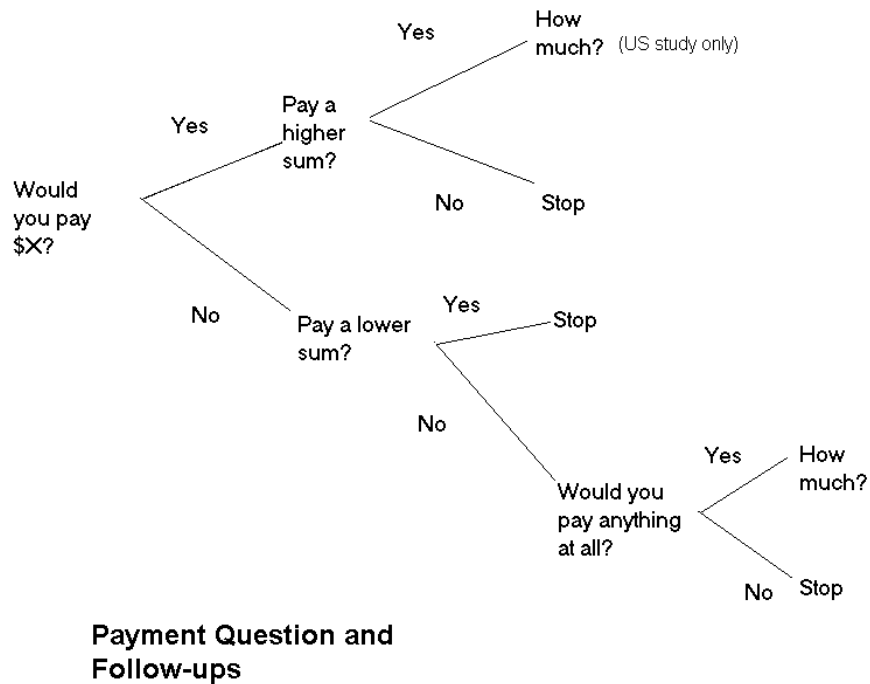 How
much? (US study only)
Yes
Yes
Pay a
higher
sum?
Would
you pay
$X?
No
Stop
No
Pay a lower
sum?
Yes
Stop
No
Yes
How
much?
Would you
pay anything
at all?
No
Stop
Payment Question and
Follow-ups